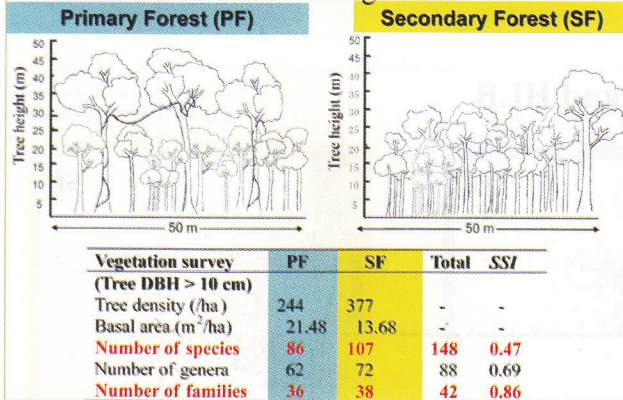 Primary Forest (PF)
Secondary Forest (SF)
Tree height (m)
50
45
40
35
30
25
20
15
10
5
50 m
Tree height (m)
50
45
40
35
30
25
20
15
10
5
50 m
Vegetation survey PF SF Total SSI
(Tree DBH > 10 cm)
Tree density (/ha) 244 377 - -
Basal area (m²/ha) 21.48 13.68 - -
Number of species 86 107 148 0.47
Number of genera 62 72 88 0.69
Number of families 36 38 42 0.86